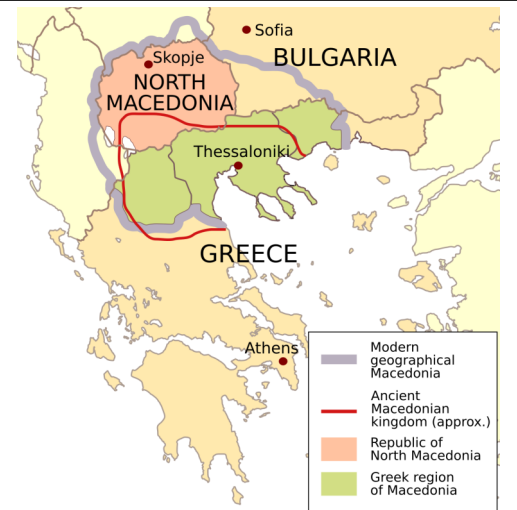 Sofia
BULGARIA
Skopje
NORTH
MACEDONIA
Thessaloniki
GREECE
Athens
Modern
geographical
Macedonia
Ancient
Macedonian
kingdom (approx.)
Republic of
North Macedonia
Greek region
of Macedonia